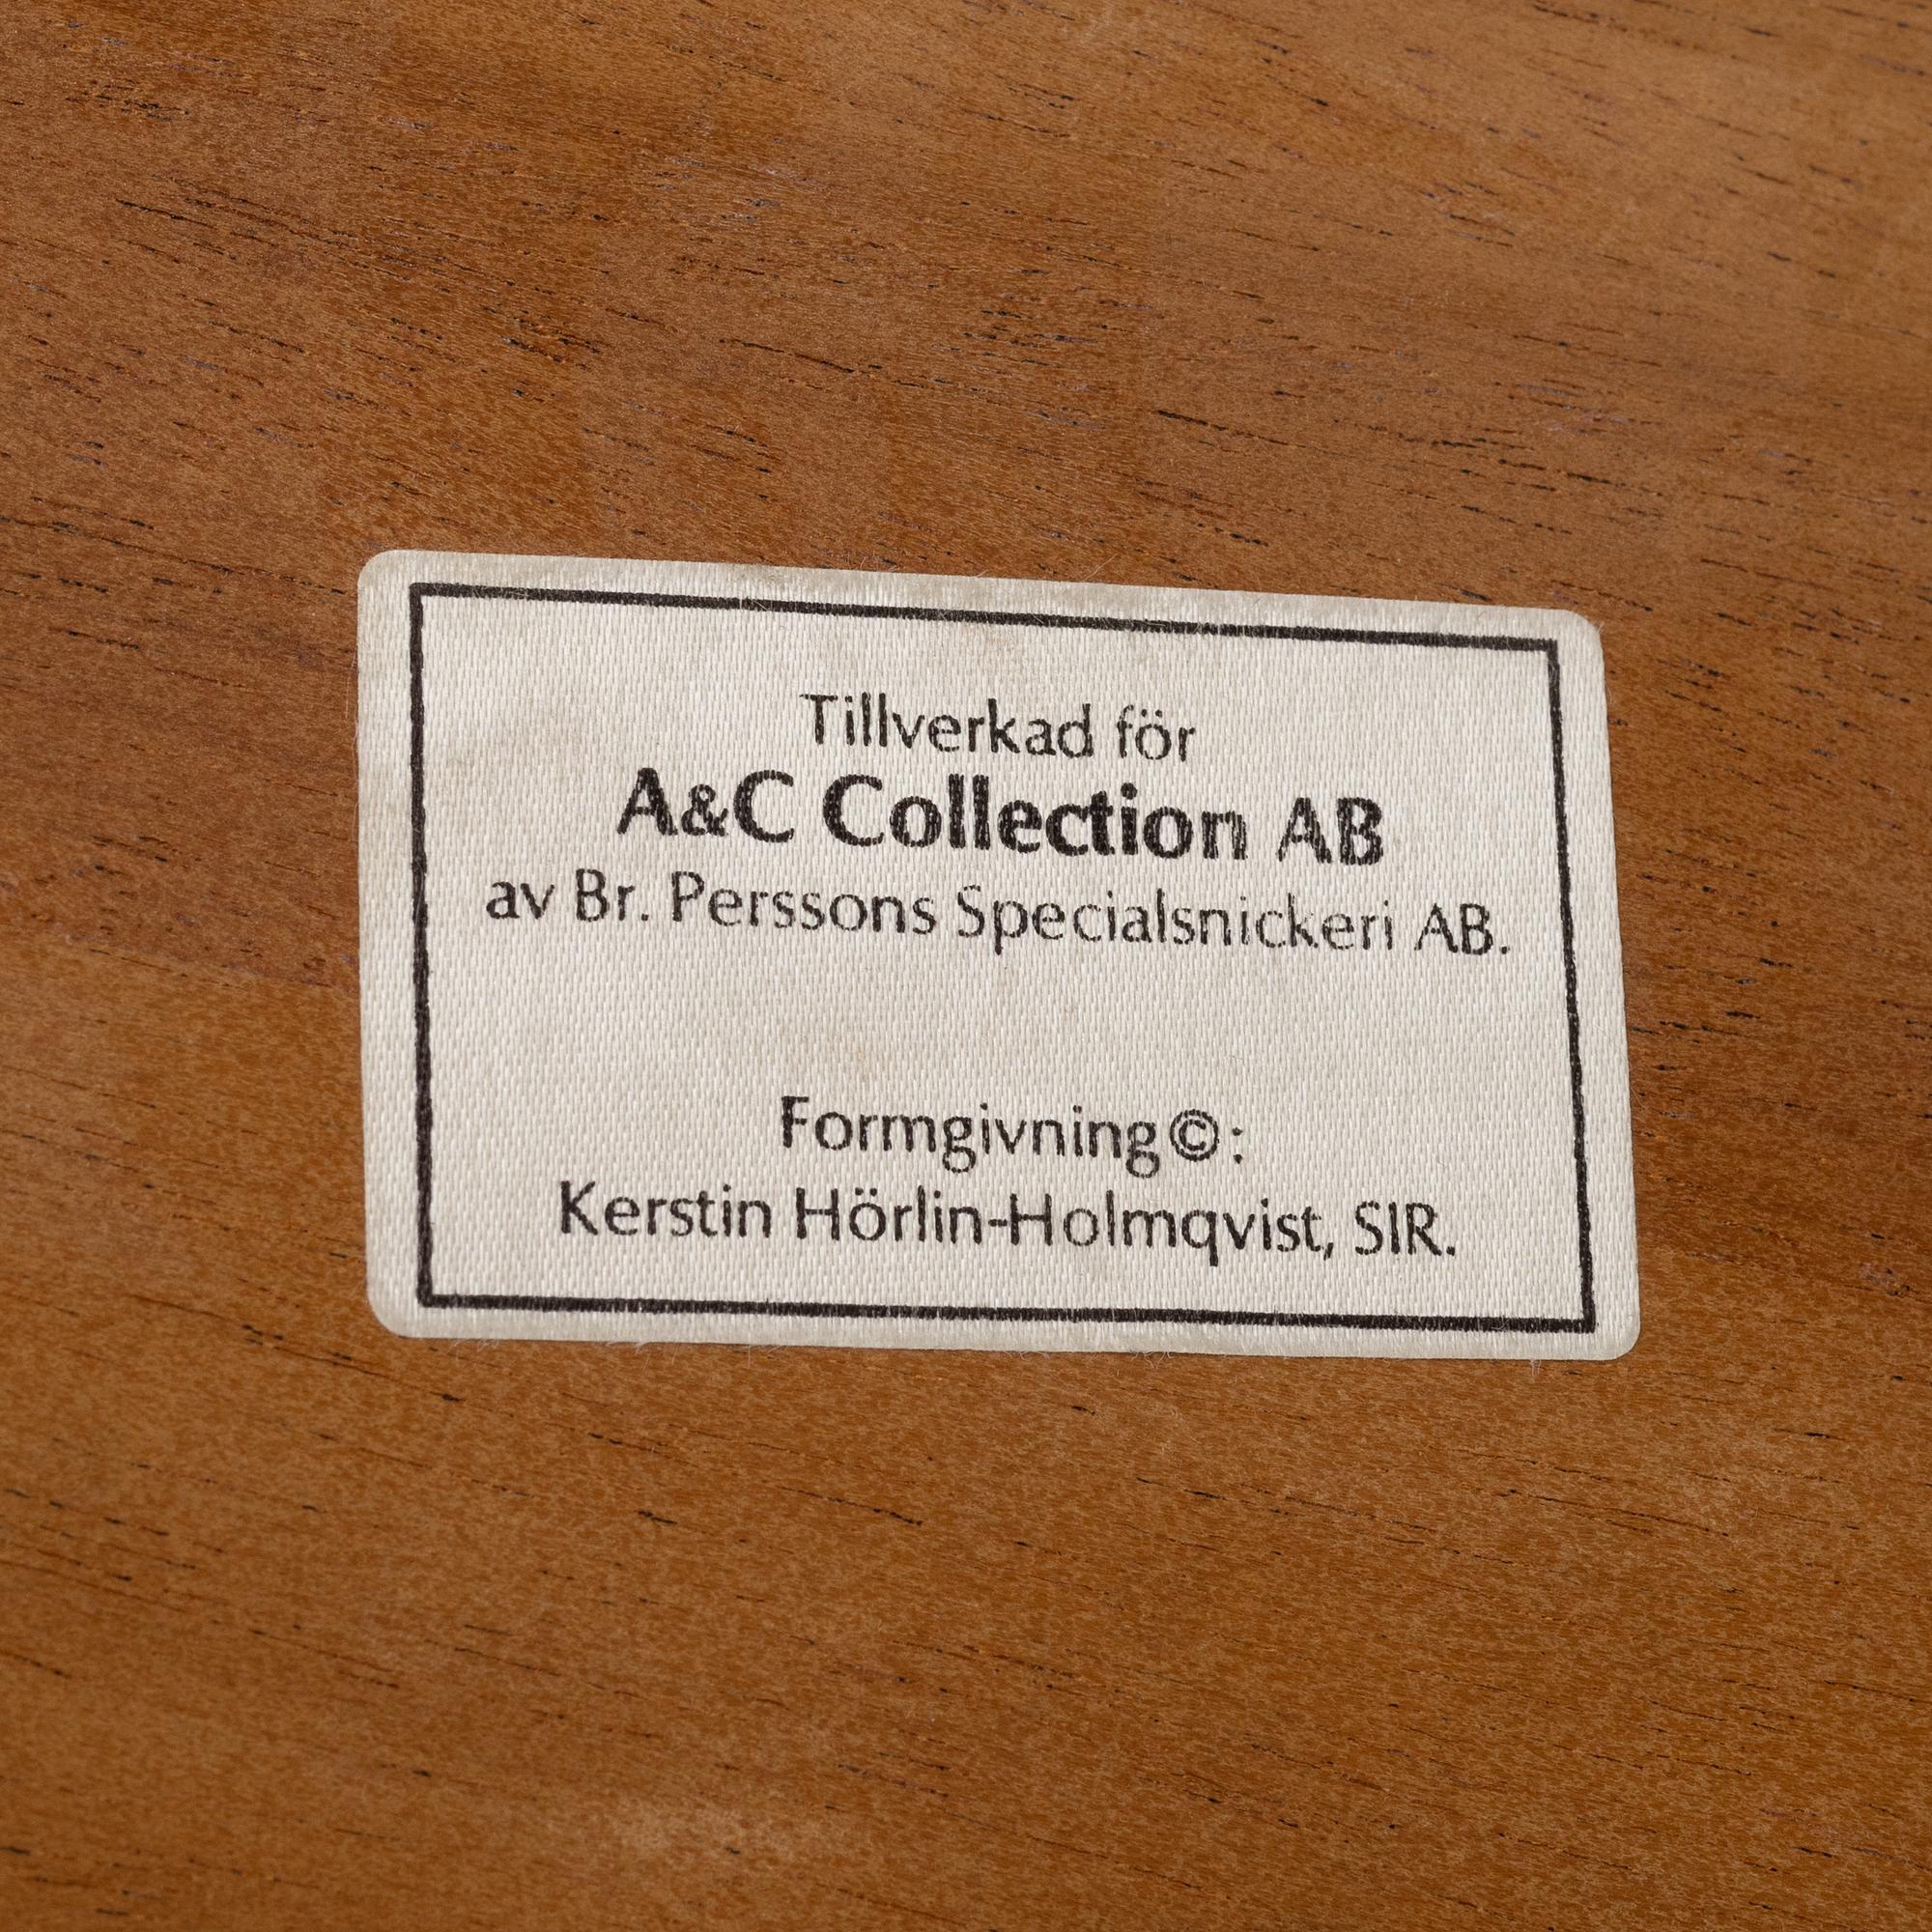 Tillverkad för
A&C Collection AB
av Br. Perssons Specialsnickeri AB.
Formgivning©:
Kerstin Hörlin-Holmqvist, SIR.